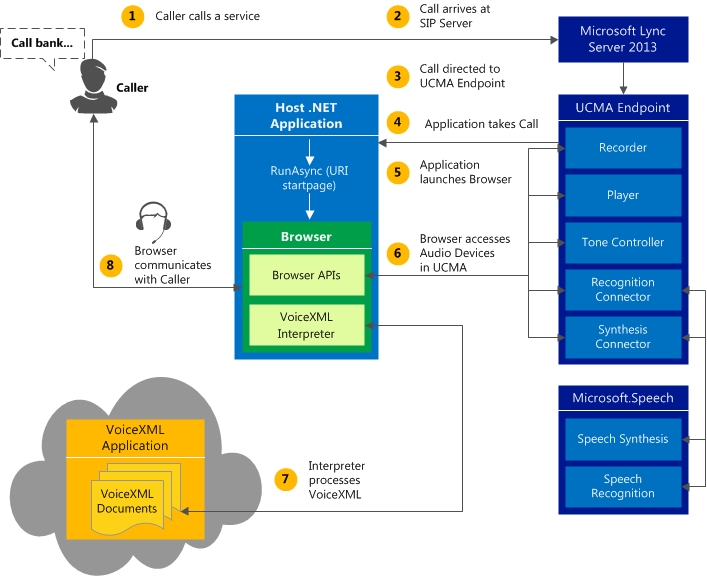 1 Caller calls a service
2 Call arrives at
SIP Server
Microsoft Lync
Server 2013
Call bank...
Caller
3 Call directed to
UCMA Endpoint
Host .NET
Application
UCMA Endpoint
4 Application takes Call
Recorder
RunAsync (URI
startpage)
5 Application
launches Browser
Player
Browser
6 Browser accesses
Audio Devices
in UCMA
Tone Controller
8 Browser
communicates
with Caller
Browser APIs
Recognition
Connector
VoiceXML
Interpreter
Synthesis
Connector
Microsoft.Speech
VoiceXML
Application
Speech Synthesis
7 Interpreter
processes
VoiceXML
VoiceXML
Documents
Speech
Recognition